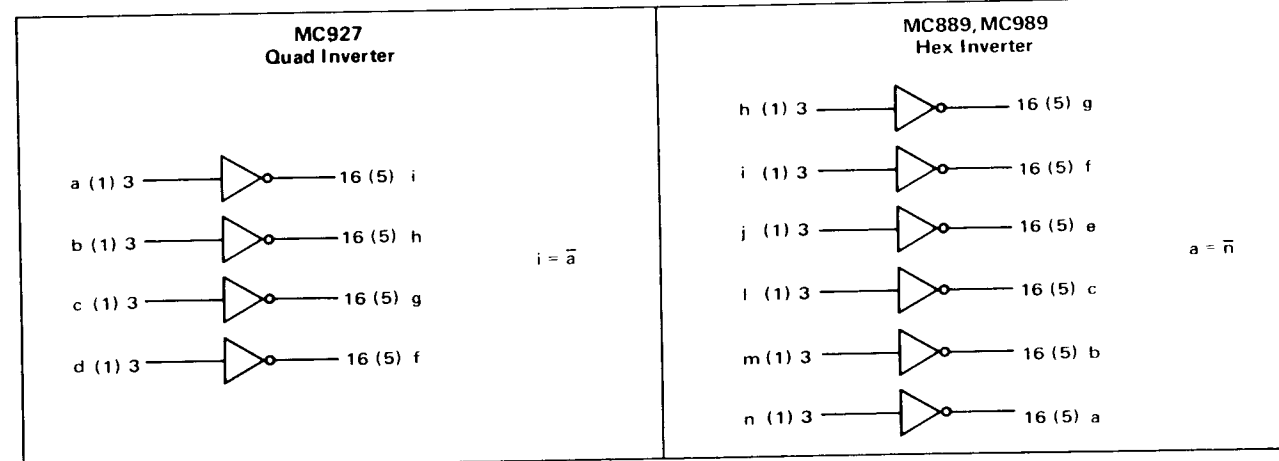 MC927
Quad Inverter
a (1) 3 16 (5) i
b (1) 3 16 (5) h
c (1) 3 16 (5) g
d (1) 3 16 (5) f
i = a̅
MC889, MC989
Hex Inverter
h (1) 3 16 (5) g
i (1) 3 16 (5) f
j (1) 3 16 (5) e
l (1) 3 16 (5) c
m (1) 3 16 (5) b
n (1) 3 16 (5) a
a = n̅